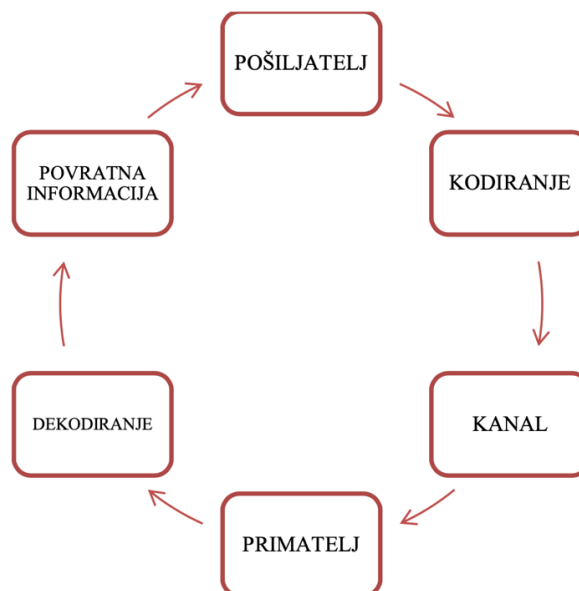 POŠILJATELJ
KODIRANJE
KANAL
PRIMATELJ
DEKODIRANJE
POVRATNA
INFORMACIJA